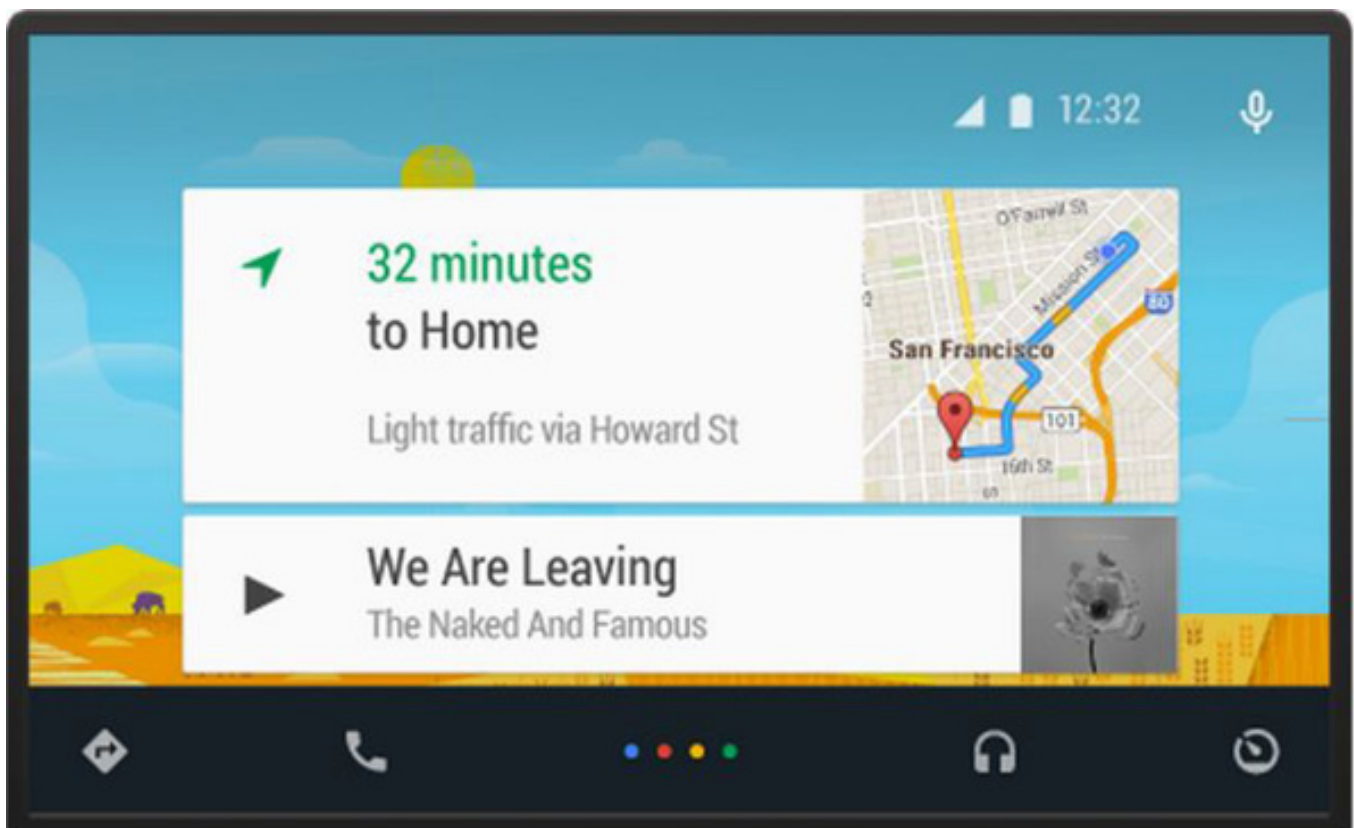 12:32
32 minutes
to Home
Light traffic via Howard St
O'Farrell St
Mission St
80
San Francisco
101
16th St
We Are Leaving
The Naked And Famous